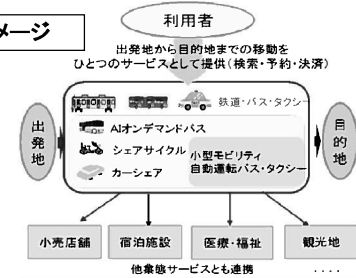 メージ
利用者
出発地から目的地までの移動を
ひとつのサービスとして提供(検索・予約・決済)
鉄道・バス・タクシー
出発地
目的地
AIオンデマンドバス
シェアサイクル
カーシェア
小型モビリティ
自動運転バス・タクシー
小売店舗
宿泊施設
医療・福祉
観光地
他業態サービスとも連携
....